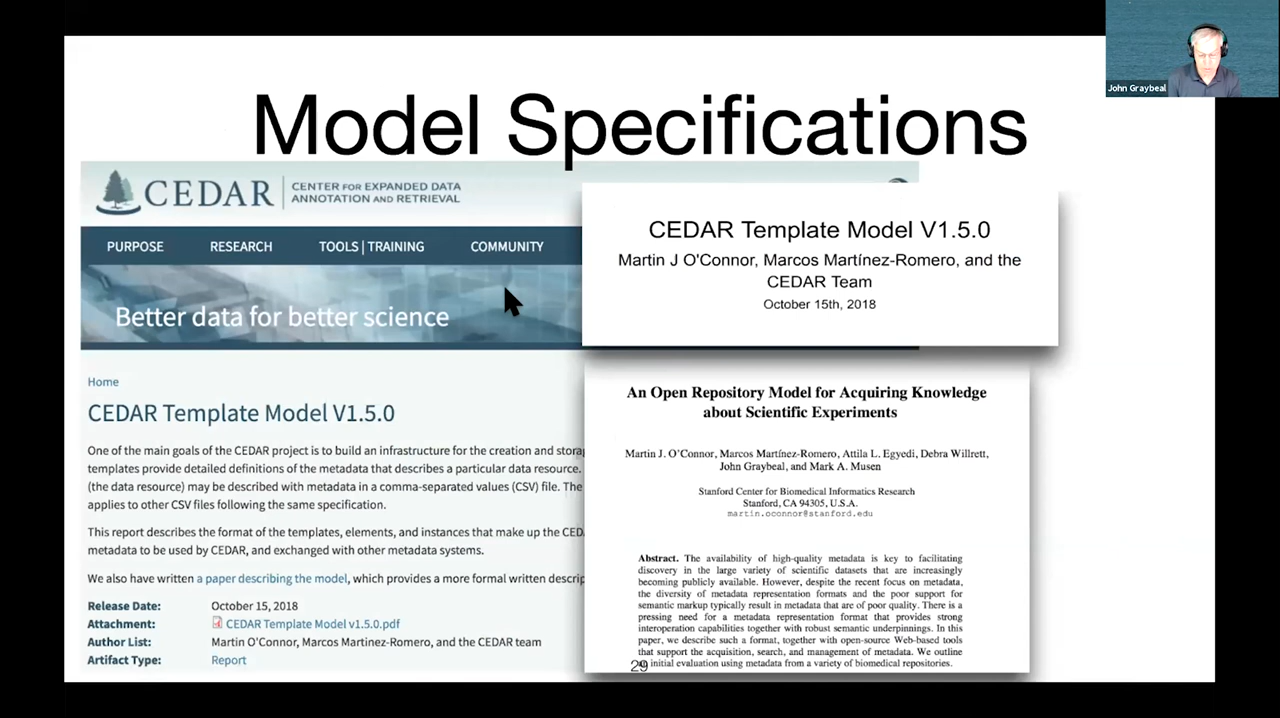 John Graybeal
Model Specifications
CEDAR
CENTER FOR EXPANDED DATA
ANNOTATION AND RETRIEVAL
PURPOSE RESEARCH TOOLS | TRAINING COMMUNITY
Better data for better science
Home
CEDAR Template Model V1.5.0
One of the main goals of the CEDAR project is to build an infrastructure for the creation and
templates provide detailed definitions of the metadata that describes a particular data resource.
(the data resource) may be described with metadata in a comma-separated values (CSV) file. The
applies to other CSV files following the same specification.
This report describes the format of the templates, elements, and instances that make up the
metadata to be used by CEDAR, and exchanged with other metadata systems.
We also have written a paper describing the model, which provides a more formal written
Release Date: October 15, 2018
Attachment: CEDAR Template Model v1.5.0.pdf
Author List: Martin O'Connor, Marcos Martinez-Romero, and the CEDAR team
Artifact Type: Report
CEDAR Template Model V1.5.0
Martin J O'Connor, Marcos Martínez-Romero, and the
CEDAR Team
October 15th, 2018
An Open Repository Model for Acquiring Knowledge
about Scientific Experiments
Martin J. O'Connor, Marcos Martínez-Romero, Attila L. Egyedi, Debra Willrett,
John Graybeal, and Mark A. Musen
Stanford Center for Biomedical Informatics Research
Stanford, CA 94305, U.S.A.
martin.oconnor@stanford.edu
Abstract. The availability of high-quality metadata is key to facilitating
discovery in the large variety of scientific datasets that are increasingly
becoming publicly available. However, despite the recent focus on metadata,
the diversity of metadata representation formats and the poor support for
semantic markup typically result in metadata that are of poor quality. There is a
pressing need for a metadata representation format that provides strong
interoperation capabilities together with robust semantic underpinnings. In this
paper, we describe such a format, together with open-source Web-based tools
that support the acquisition, search, and management of metadata. We outline
initial evaluation using metadata from a variety of biomedical repositories.
29